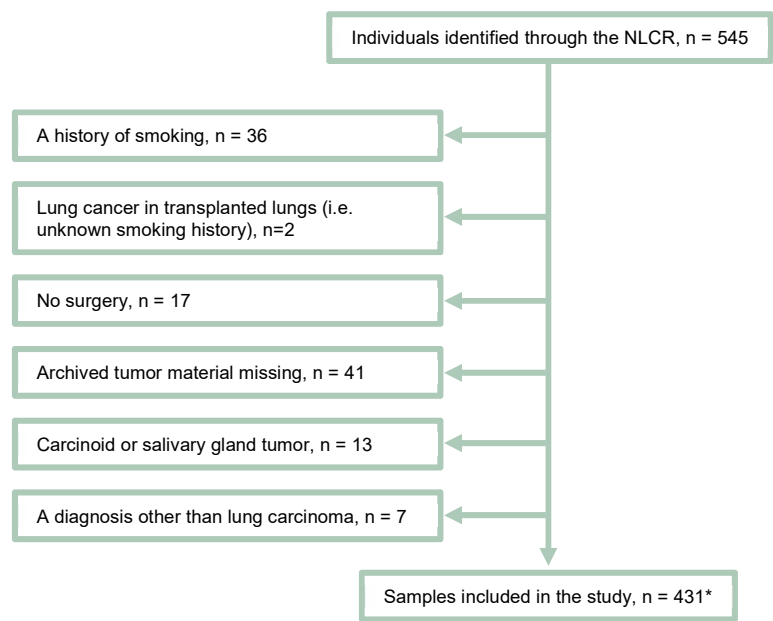 Individuals identified through the NLCR, n = 545
A history of smoking, n = 36
Lung cancer in transplanted lungs (i.e.
unknown smoking history), n=2
No surgery, n = 17
Archived tumor material missing, n = 41
Carcinoid or salivary gland tumor, n = 13
A diagnosis other than lung carcinoma, n = 7
Samples included in the study, n = 431*